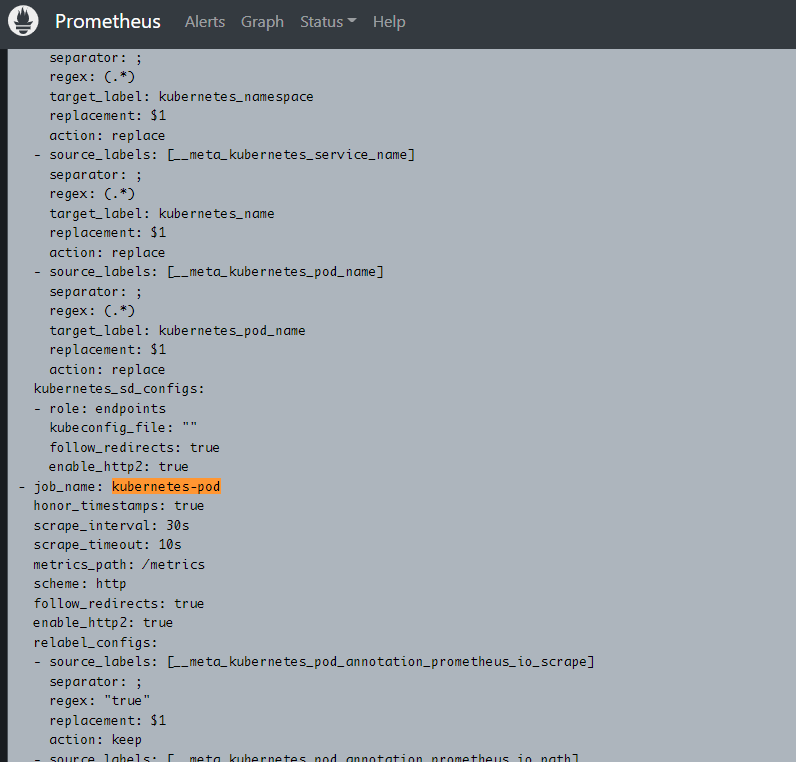 Prometheus Alerts Graph Status Help
separator: ;
regex: (.*)
target_label: kubernetes_namespace
replacement: $1
action: replace
- source_labels: [__meta_kubernetes_service_name]
separator: ;
regex: (.*)
target_label: kubernetes_name
replacement: $1
action: replace
- source_labels: [__meta_kubernetes_pod_name]
separator: ;
regex: (.*)
target_label: kubernetes_pod_name
replacement: $1
action: replace
kubernetes_sd_configs:
- role: endpoints
kubeconfig_file: ""
follow_redirects: true
enable_http2: true
- job_name: kubernetes-pod
honor_timestamps: true
scrape_interval: 30s
scrape_timeout: 10s
metrics_path: /metrics
scheme: http
follow_redirects: true
enable_http2: true
relabel_configs:
- source_labels: [__meta_kubernetes_pod_annotation_prometheus_io_scrape]
separator: ;
regex: "true"
replacement: $1
action: keep
- source_labels: [__meta_kubernetes_pod_annotation_prometheus_io_path]